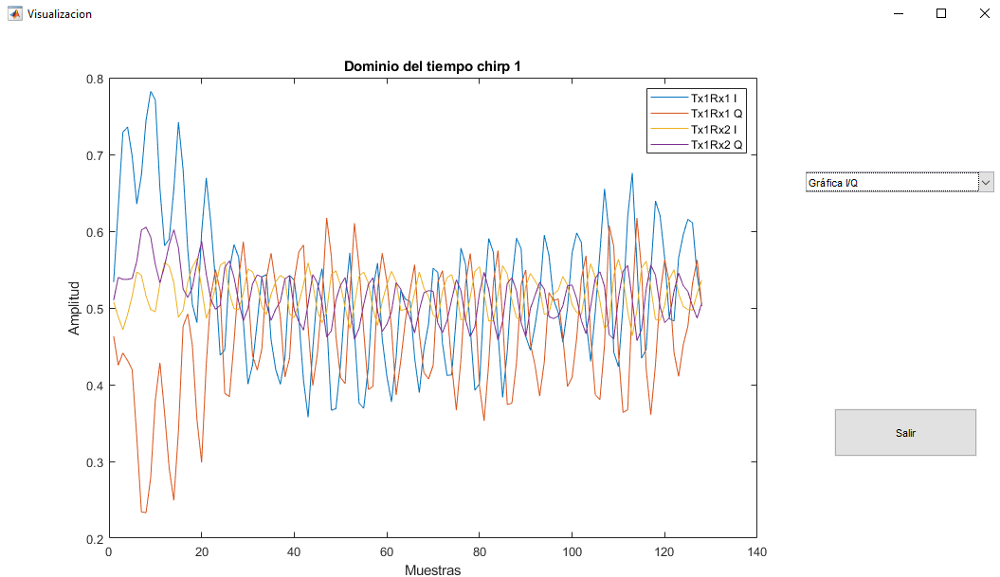 Visualizacion
Dominio del tiempo chirp 1
Tx1Rx1 I
Tx1Rx1 Q
Tx1Rx2 I
Tx1Rx2 Q
Amplitud
0.8
0.7
0.6
0.5
0.4
0.3
0.2
0 20 40 60 80 100 120 140
Muestras
Gráfica I/Q
Salir